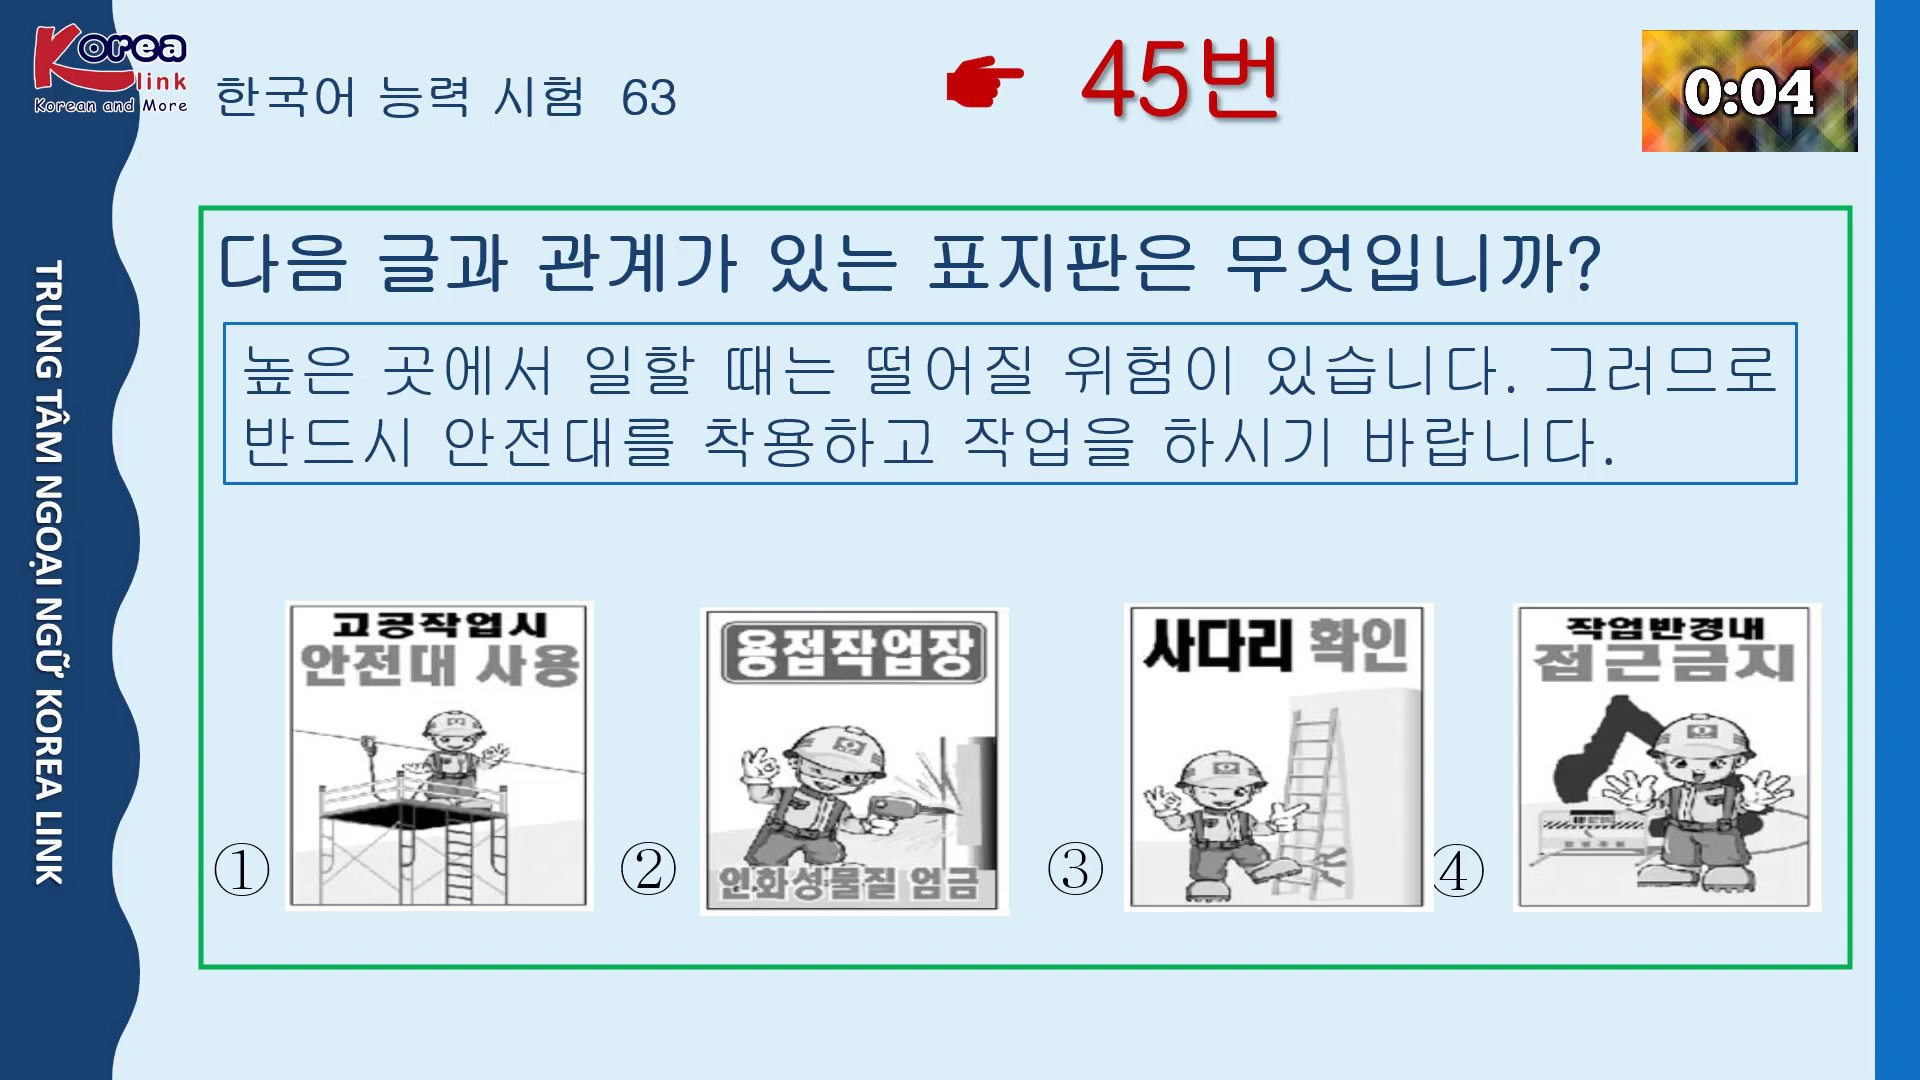 Korea
link
Korean and More
한국어 능력 시험 63
45번
0:04
TRUNG TÂM NGOẠI NGỮ KOREA LINK
다음 글과 관계가 있는 표지판은 무엇입니까?
높은 곳에서 일할 때는 떨어질 위험이 있습니다. 그러므로
반드시 안전대를 착용하고 작업을 하시기 바랍니다.
①
고공작업시
안전대 사용
②
용접작업장
인화성물질 엄금
③
사다리 확인
④
작업반경내
접근금지